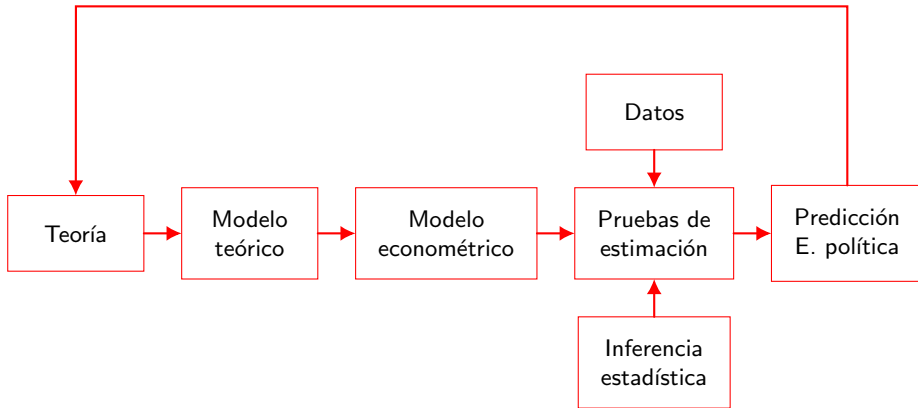 Datos
Teoría
Modelo
teórico
Modelo
econométrico
Pruebas de
estimación
Predicción
E. política
Inferencia
estadística